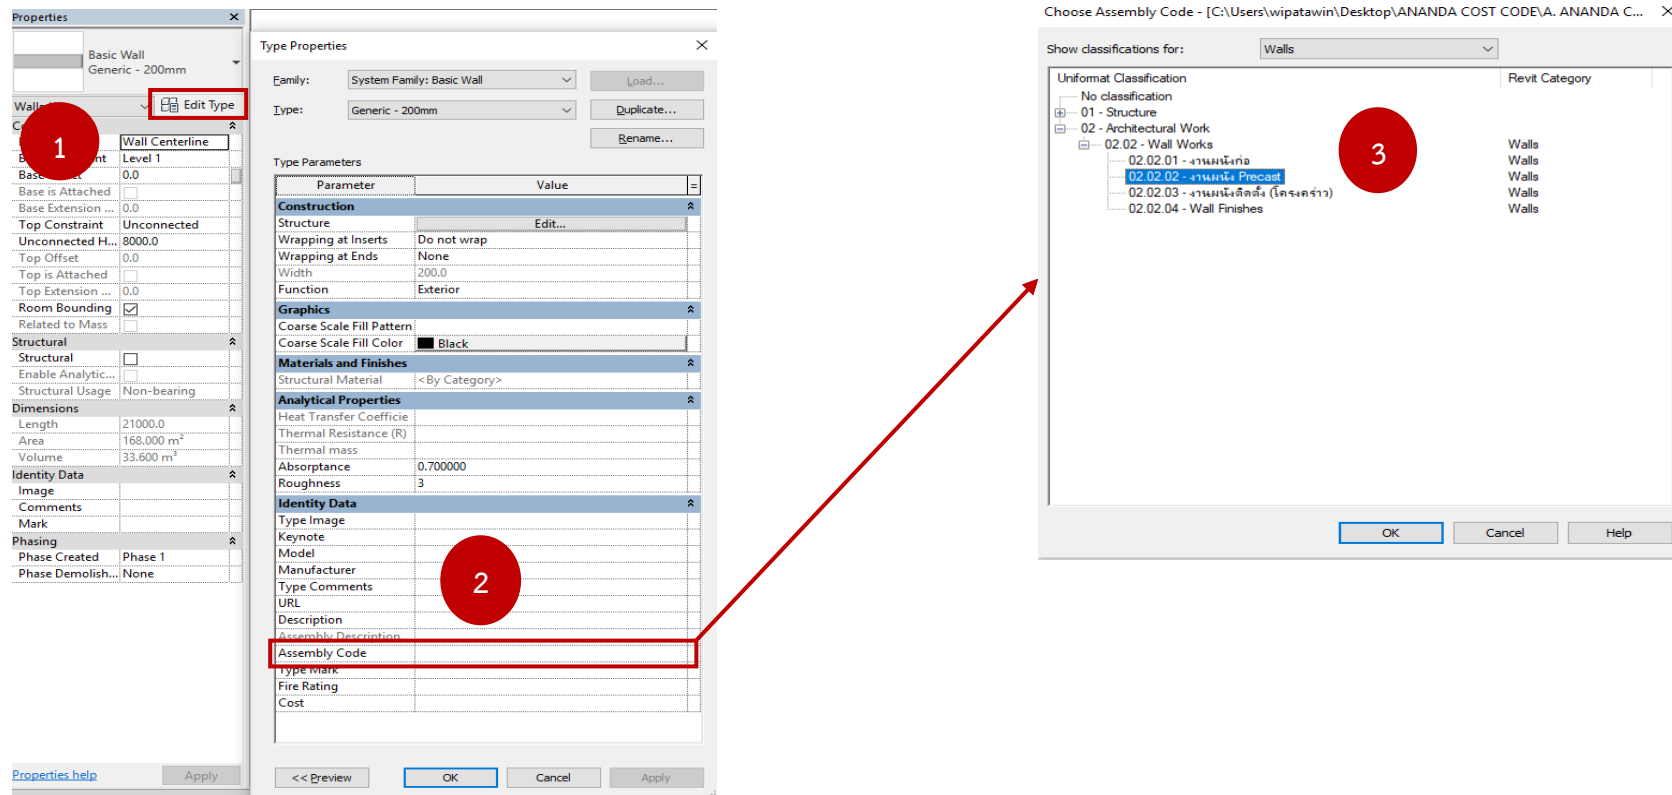 Properties
Basic Wall
Generic - 200mm
Edit Type
1
Wall Centerline
Level 1
0.0
Base is Attached
Base Extension ... 0.0
Top Constraint Unconnected
Unconnected H... 8000.0
Top Offset 0.0
Top is Attached
Top Extension ... 0.0
Room Bounding
Related to Mass
Structural
Structural
Enable Analytic...
Structural Usage Non-bearing
Dimensions
Length 21000.0
Area 168.000 m²
Volume 33.600 m³
Identity Data
Image
Comments
Mark
Phasing
Phase Created Phase 1
Phase Demolish... None
Properties help Apply
Type Properties
Family: System Family: Basic Wall Load...
Type: Generic - 200mm Duplicate...
Rename...
Type Parameters
Parameter Value =
Construction
Structure Edit...
Wrapping at Inserts Do not wrap
Wrapping at Ends None
Width 200.0
Function Exterior
Graphics
Coarse Scale Fill Pattern
Coarse Scale Fill Color Black
Materials and Finishes
Structural Material <By Category>
Analytical Properties
Heat Transfer Coefficie
Thermal Resistance (R)
Thermal mass
Absorptance 0.700000
Roughness 3
Identity Data
Type Image
Keynote
Model
Manufacturer
Type Comments
URL
Description
Assembly Description
Assembly Code
Type Mark
Fire Rating
Cost
2
<< Preview OK Cancel Apply
Choose Assembly Code - [C:\Users\wipatawin\Desktop\ANANDA COST CODE\A. ANANDA C...
Show classifications for: Walls
Uniformat Classification Revit Category
No classification
01 - Structure
02 - Architectural Work
02.02 - Wall Works Walls
02.02.01 - งานผนังก่อ Walls
02.02.02 - งานผนัง Precast Walls
02.02.03 - งานผนังติดตั้ง (โครงคร่าว) Walls
02.02.04 - Wall Finishes Walls
3
OK Cancel Help